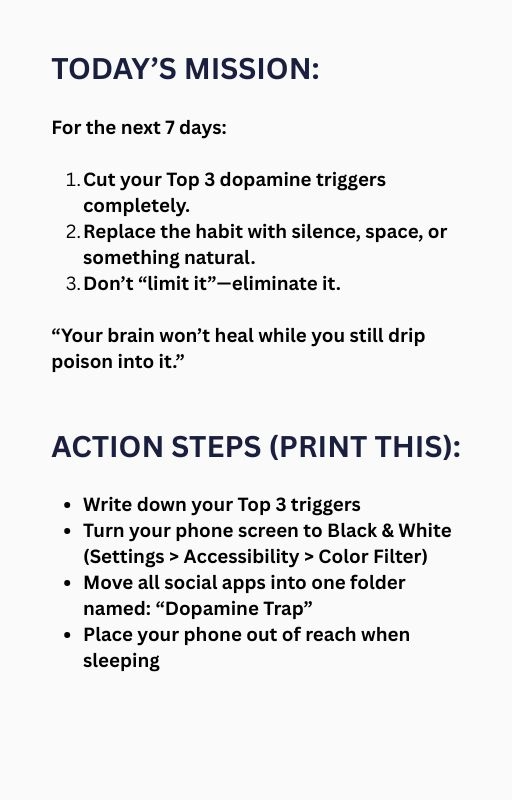 TODAY’S MISSION:
For the next 7 days:
1. Cut your Top 3 dopamine triggers
completely.
2. Replace the habit with silence, space, or
something natural.
3. Don’t “limit it”—eliminate it.
“Your brain won’t heal while you still drip
poison into it.”
ACTION STEPS (PRINT THIS):
• Write down your Top 3 triggers
• Turn your phone screen to Black & White
(Settings > Accessibility > Color Filter)
• Move all social apps into one folder
named: “Dopamine Trap”
• Place your phone out of reach when
sleeping